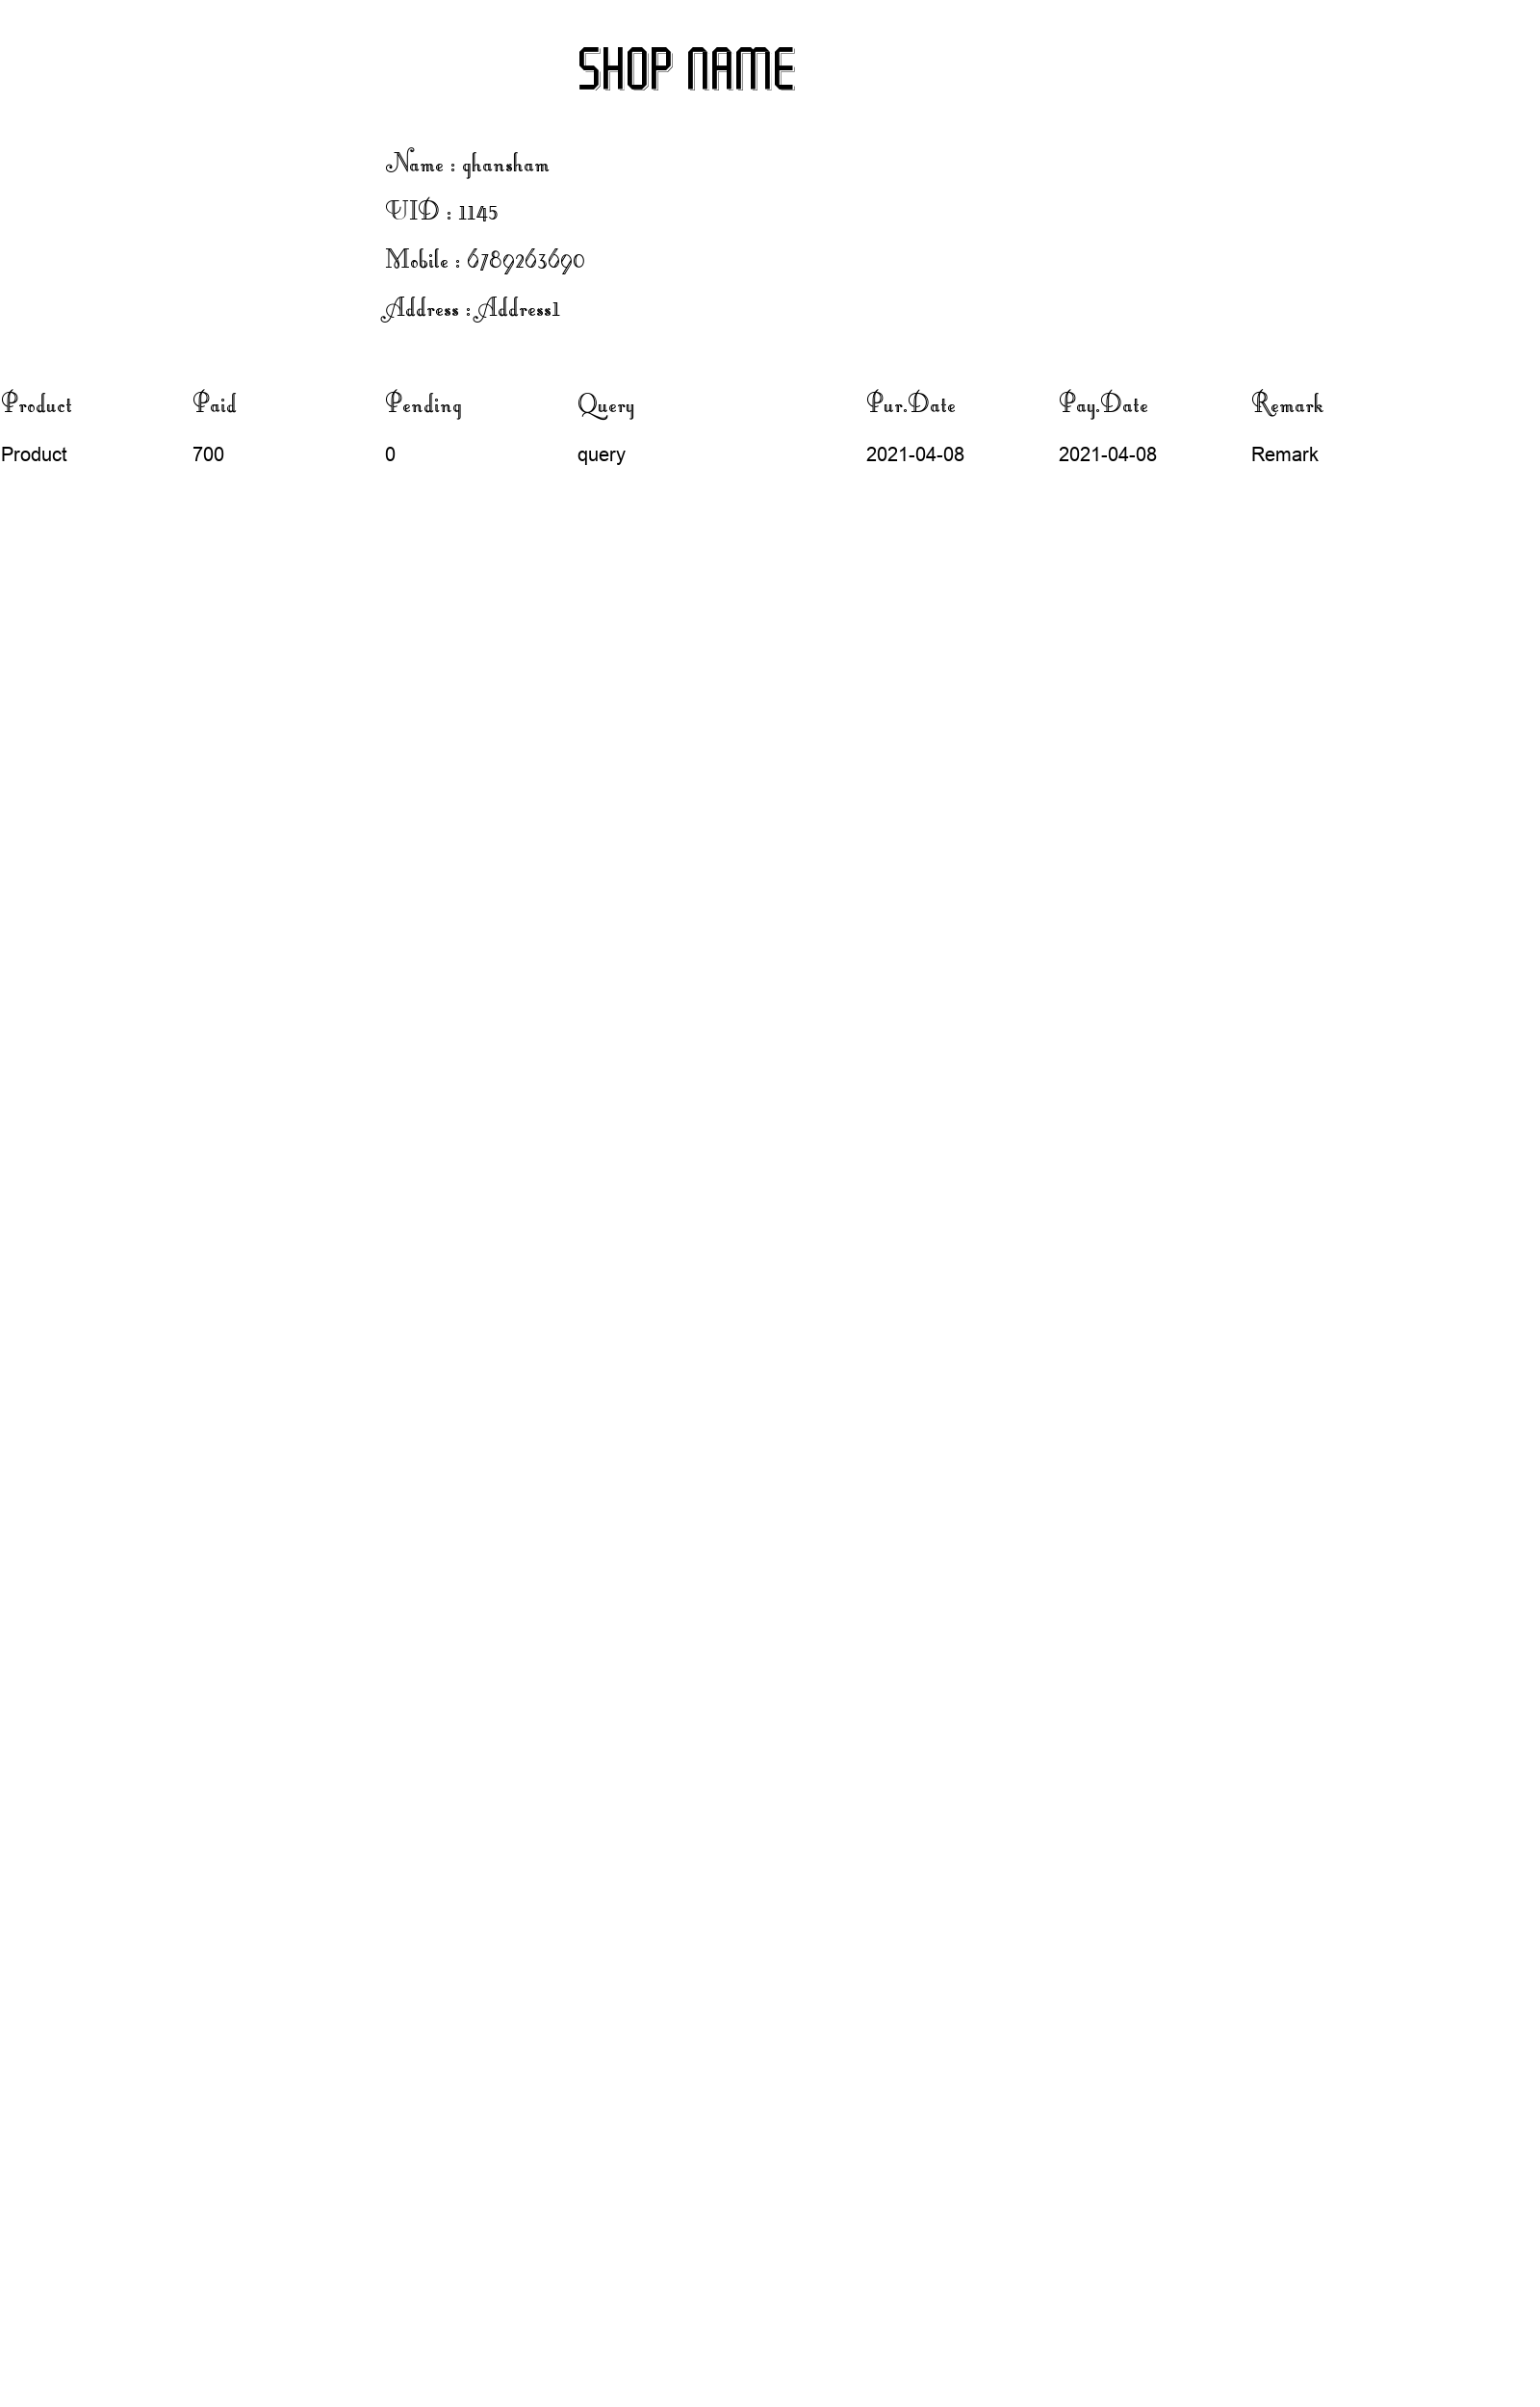 SHOP NAME
Name : ghansham
UID : 1145
Mobile : 6789263690
Address : Address1
Product Paid Pending Query Pur.Date Pay.Date Remark
Product 700 0 query 2021-04-08 2021-04-08 Remark